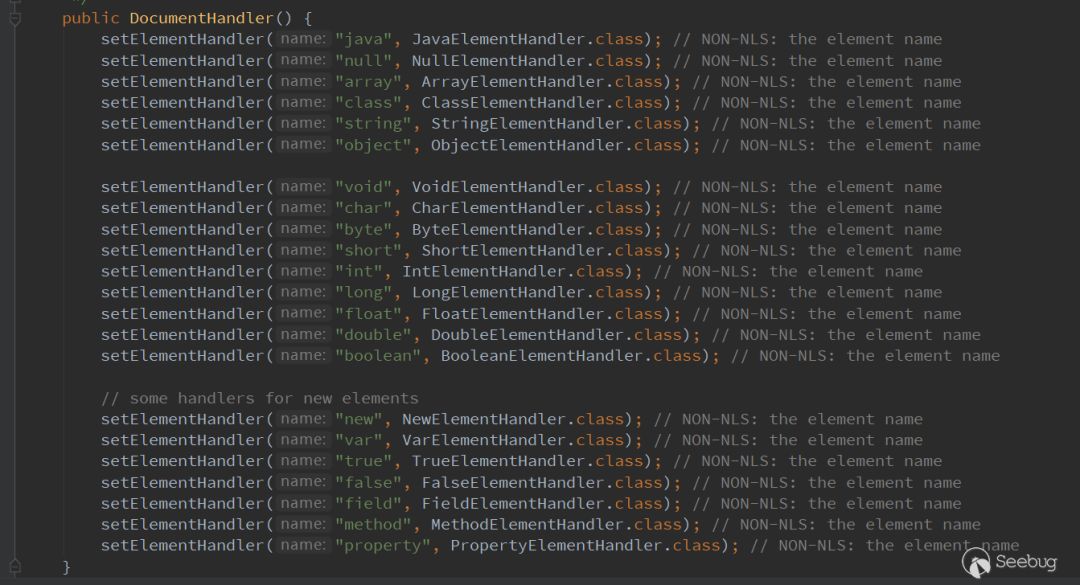 public DocumentHandler() {
setElementHandler( name: "java", JavaElementHandler.class); // NON-NLS: the element name
setElementHandler( name: "null", NullElementHandler.class); // NON-NLS: the element name
setElementHandler( name: "array", ArrayElementHandler.class); // NON-NLS: the element name
setElementHandler( name: "class", ClassElementHandler.class); // NON-NLS: the element name
setElementHandler( name: "string", StringElementHandler.class); // NON-NLS: the element name
setElementHandler( name: "object", ObjectElementHandler.class); // NON-NLS: the element name
setElementHandler( name: "void", VoidElementHandler.class); // NON-NLS: the element name
setElementHandler( name: "char", CharElementHandler.class); // NON-NLS: the element name
setElementHandler( name: "byte", ByteElementHandler.class); // NON-NLS: the element name
setElementHandler( name: "short", ShortElementHandler.class); // NON-NLS: the element name
setElementHandler( name: "int", IntElementHandler.class); // NON-NLS: the element name
setElementHandler( name: "long", LongElementHandler.class); // NON-NLS: the element name
setElementHandler( name: "float", FloatElementHandler.class); // NON-NLS: the element name
setElementHandler( name: "double", DoubleElementHandler.class); // NON-NLS: the element name
setElementHandler( name: "boolean", BooleanElementHandler.class); // NON-NLS: the element name
// some handlers for new elements
setElementHandler( name: "new", NewElementHandler.class); // NON-NLS: the element name
setElementHandler( name: "var", VarElementHandler.class); // NON-NLS: the element name
setElementHandler( name: "true", TrueElementHandler.class); // NON-NLS: the element name
setElementHandler( name: "false", FalseElementHandler.class); // NON-NLS: the element name
setElementHandler( name: "field", FieldElementHandler.class); // NON-NLS: the element name
setElementHandler( name: "method", MethodElementHandler.class); // NON-NLS: the element name
setElementHandler( name: "property", PropertyElementHandler.class); // NON-NLS: the element name
}
Seebug